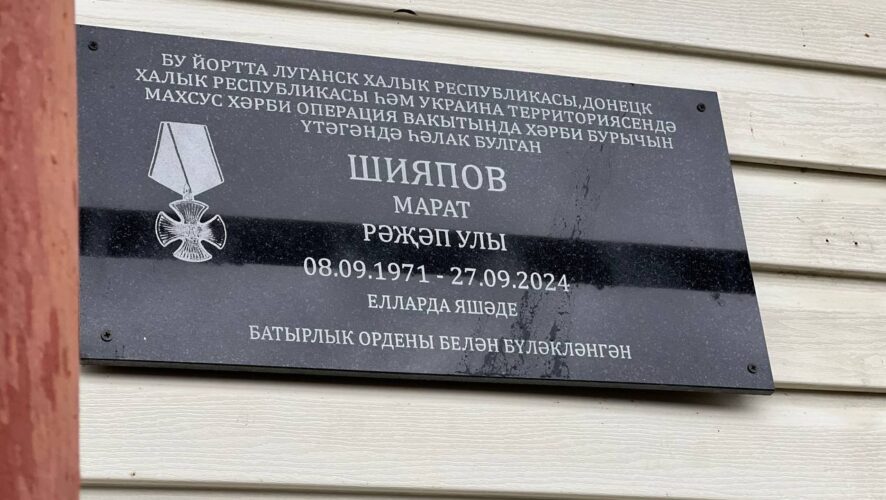 БУ ЙОРТТА ЛУГАНСК ХАЛЫК РЕСПУБЛИКАСЫ,ДОНЕЦК
ХАЛЫК РЕСПУБЛИКАСЫ ҺӘМ УКРАИНА ТЕРРИТОРИЯСЕНДӘ
МАХСУС ХӘРБИ ОПЕРАЦИЯ ВАКЫТЫНДА ХӘРБИ БУРЫЧЫН
ҮТӘГӘНДӘ ҺӘЛАК БУЛГАН
ШИЯПОВ
МАРАТ
РӘҖӘП УЛЫ
08.09.1971 - 27.09.2024
ЕЛЛАРДА ЯШӘДЕ
БАТЫРЛЫК ОРДЕНЫ БЕЛӘН БҮЛӘКЛӘНГӘН